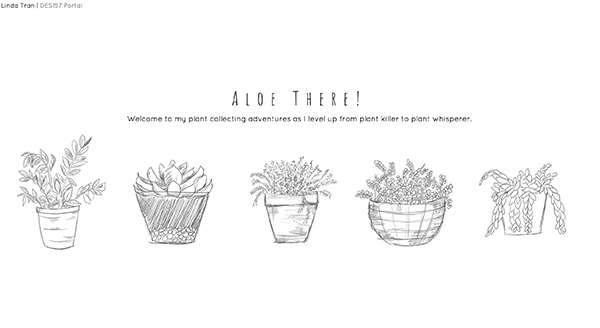 Linda Tran | DES157 Portal
Aloe There!
Welcome to my plant collecting adventures as I level up from plant killer to plant whisperer.